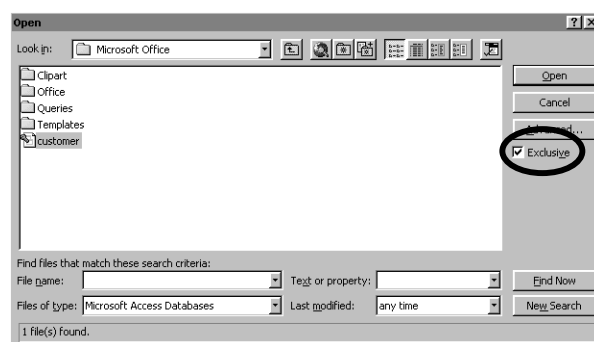 Open
Look in: Microsoft Office
Clipart
Office
Queries
Templates
customer
Open
Cancel
Advanced...
Exclusive
Find files that match these search criteria:
File name: Text or property: Find Now
Files of type: Microsoft Access Databases Last modified: any time New Search
1 file(s) found.